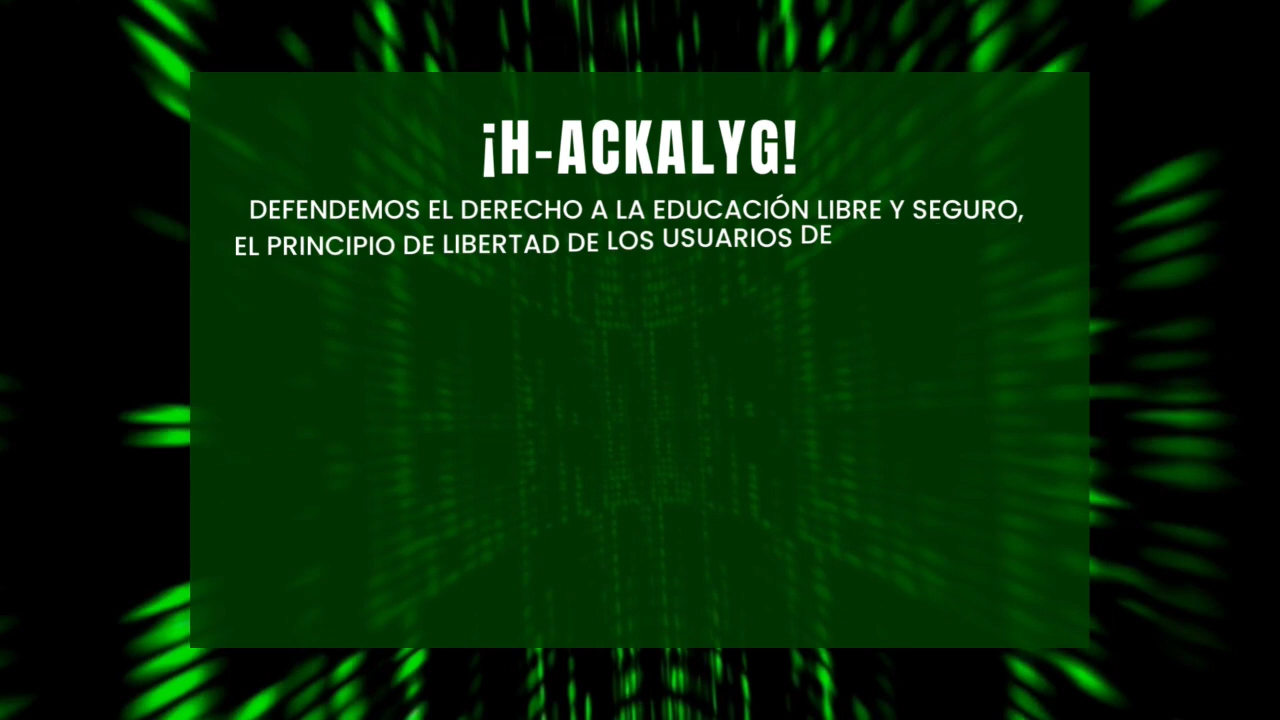 ¡H-ACKALYG!
DEFENDEMOS EL DERECHO A LA EDUCACIÓN LIBRE Y SEGURO,
EL PRINCIPIO DE LIBERTAD DE LOS USUARIOS DE